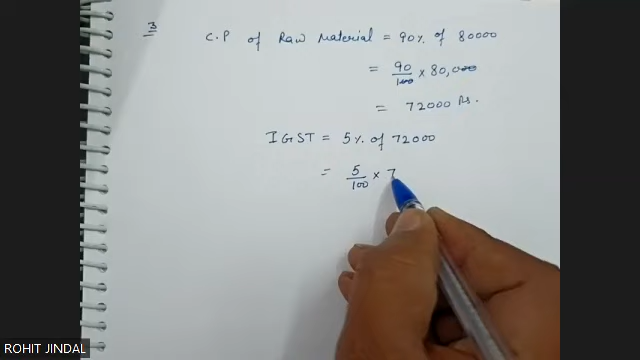 3 C.P of Raw Material = 90% of 80000
= 90/100 × 80,000
= 72000 Rs.
IGST = 5% of 72000
= 5/100 × 7
ROHIT JINDAL